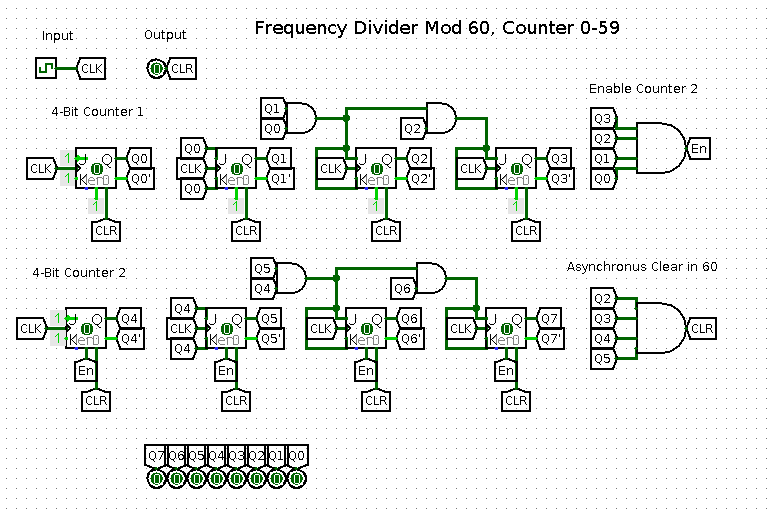 Frequency Divider Mod 60, Counter 0-59
Input
Output
CLK
0
CLR
Enable Counter 2
4-Bit Counter 1
Q1
Q0
Q2
Q3
Q2
Q1
Q0
En
CLK
1
1
J Q
0
Q0
Q0'
1
CLR
Q0
CLK
Q0
J Q
0
Q1
Q1'
1
CLR
CLK
J Q
0
Q2
Q2'
1
CLR
CLK
J Q
0
Q3
Q3'
1
CLR
4-Bit Counter 2
Asynchronus Clear in 60
Q5
Q4
Q6
Q2
Q3
Q4
Q5
CLR
CLK
1
1
J Q
0
Q4
Q4'
En
CLR
Q4
CLK
Q4
J Q
0
Q5
Q5'
En
CLR
CLK
J Q
0
Q6
Q6'
En
CLR
CLK
J Q
0
Q7
Q7'
En
CLR
Q7 Q6 Q5 Q4 Q3 Q2 Q1 Q0
0 0 0 0 0 0 0 0